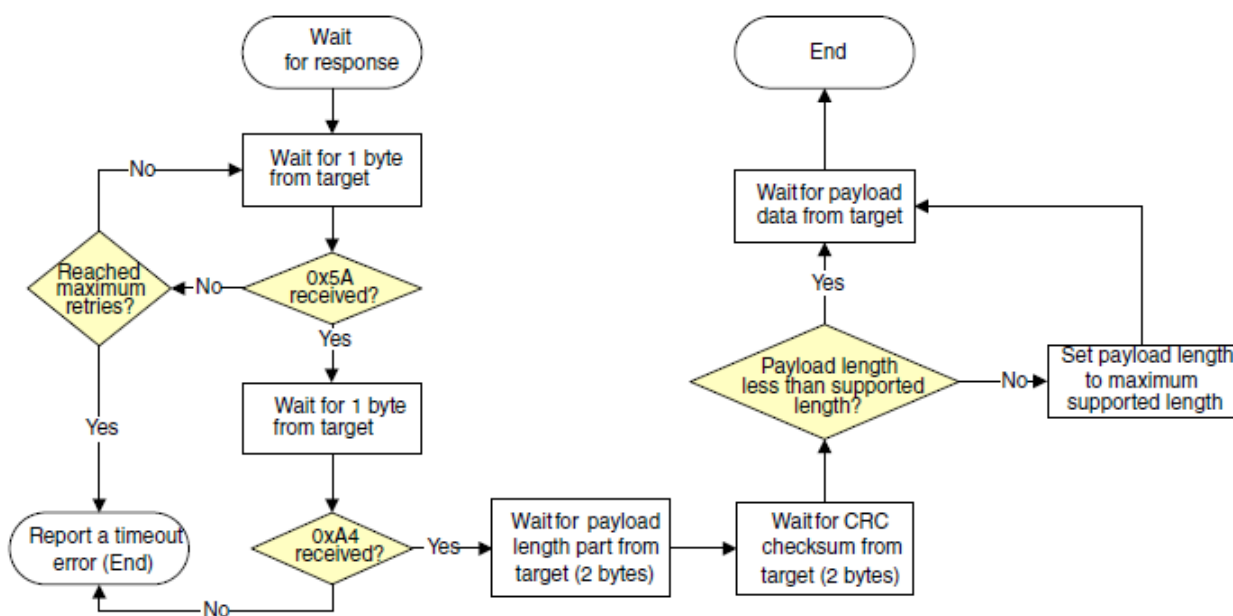 Wait
for response
Wait for 1 byte
from target
No
Reached
maximum
retries?
No
0x5A
received?
Yes
Wait for 1 byte
from target
Yes
Report a timeout
error (End)
0xA4
received?
No
Yes
Wait for payload
length part from
target (2 bytes)
Wait for CRC
checksum from
target (2 bytes)
Payload length
less than supported
length?
No
Set payload length
to maximum
supported length
Yes
Wait for payload
data from target
End